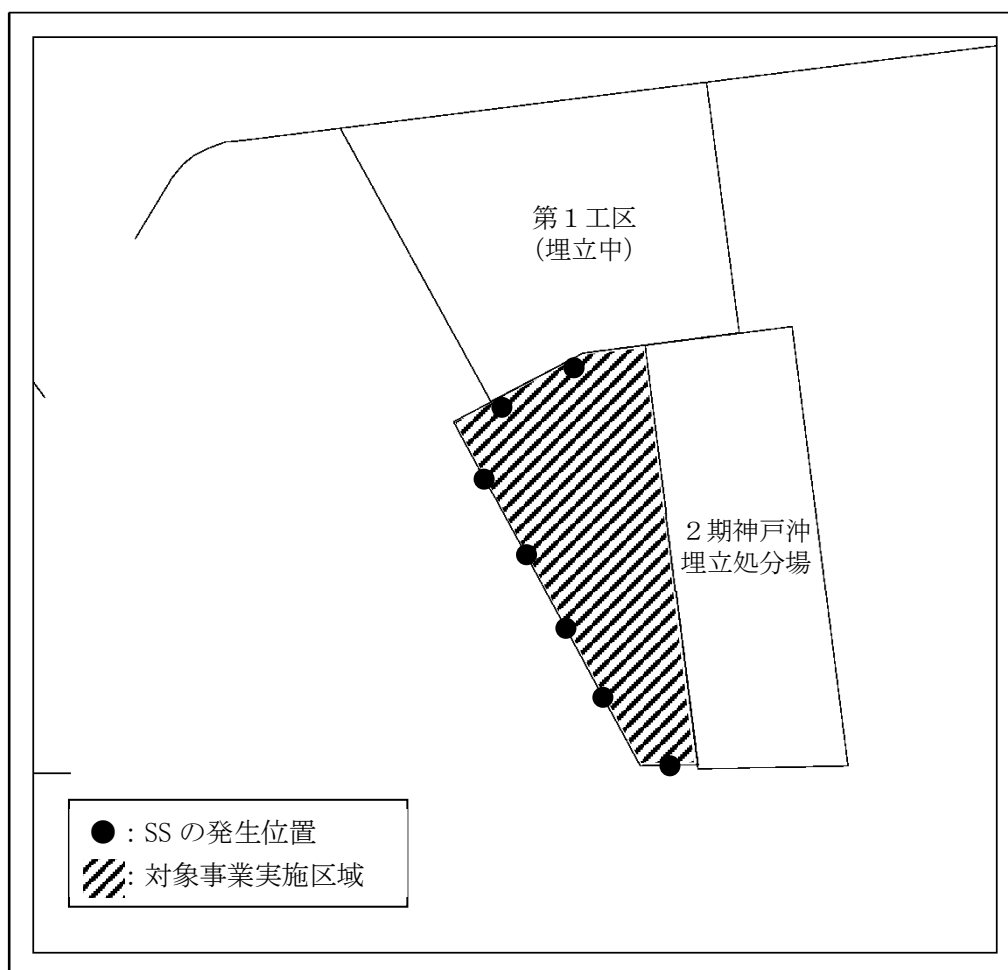 第1工区
(埋立中)
２期神戸沖
埋立処分場
●：SS の発生位置
：対象事業実施区域